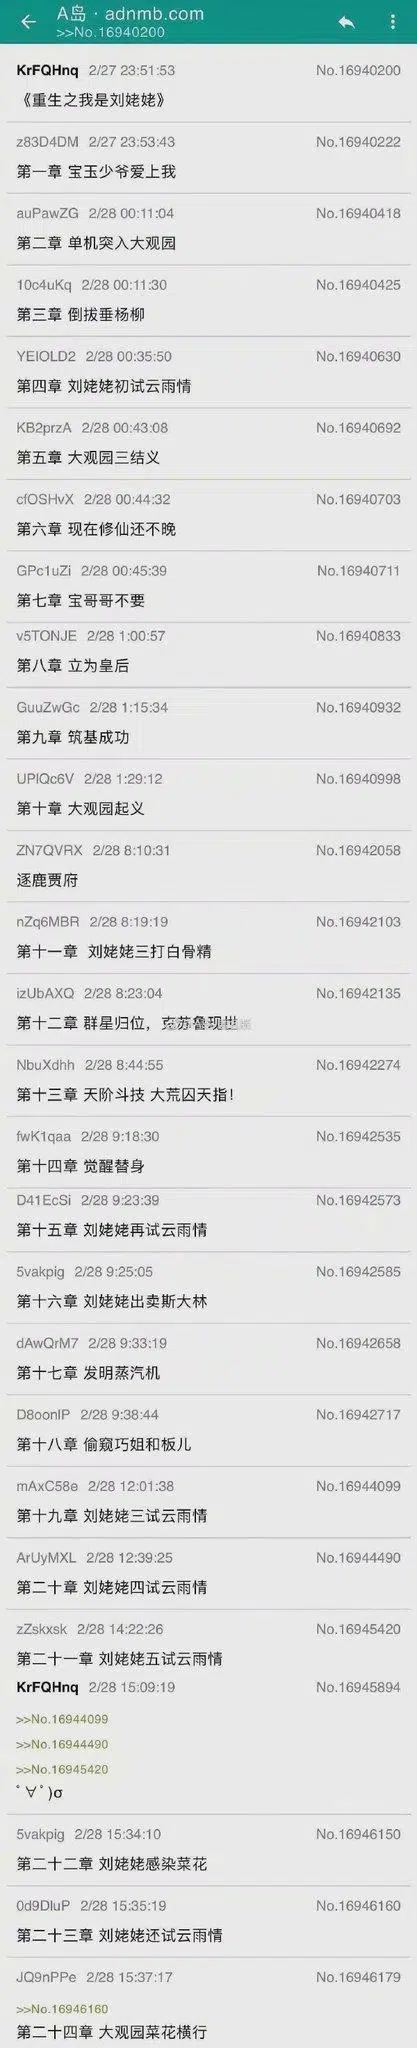 A岛 · adnmb.com
>>No.16940200
KrFQHnq 2/27 23:51:53 No.16940200
《重生之我是刘姥姥》
z83D4DM 2/27 23:53:43 No.16940222
第一章 宝玉少爷爱上我
auPawZG 2/28 00:11:04 No.16940418
第二章 单机突入大观园
10c4uKq 2/28 00:11:30 No.16940425
第三章 倒拔垂杨柳
YEIOLD2 2/28 00:35:50 No.16940630
第四章 刘姥姥初试云雨情
KB2przA 2/28 00:43:08 No.16940692
第五章 大观园三结义
cfOSHvX 2/28 00:44:32 No.16940703
第六章 现在修仙还不晚
GPc1uZi 2/28 00:45:39 No.16940711
第七章 宝哥哥不要
v5TONJE 2/28 1:00:57 No.16940833
第八章 立为皇后
GuuZwGc 2/28 1:15:34 No.16940932
第九章 筑基成功
UPIQc6V 2/28 1:29:12 No.16940998
第十章 大观园起义
ZN7QVRX 2/28 8:10:31 No.16942058
逐鹿贾府
nZq6MBR 2/28 8:19:19 No.16942103
第十一章 刘姥姥三打白骨精
izUbAXQ 2/28 8:23:04 No.16942135
第十二章 群星归位，克苏鲁现世
NbuXdhh 2/28 8:44:55 No.16942274
第十三章 天阶斗技 大荒囚天指！
fwK1qaa 2/28 9:18:30 No.16942535
第十四章 觉醒替身
D41EcSi 2/28 9:23:39 No.16942573
第十五章 刘姥姥再试云雨情
5vakpig 2/28 9:25:05 No.16942585
第十六章 刘姥姥出卖斯大林
dAwQrM7 2/28 9:33:19 No.16942658
第十七章 发明蒸汽机
D8oonIP 2/28 9:38:44 No.16942717
第十八章 偷窥巧姐和板儿
mAxC58e 2/28 12:01:38 No.16944099
第十九章 刘姥姥三试云雨情
ArUyMXL 2/28 12:39:25 No.16944490
第二十章 刘姥姥四试云雨情
zZskxsk 2/28 14:22:26 No.16945420
第二十一章 刘姥姥五试云雨情
KrFQHnq 2/28 15:09:19 No.16945894
>>No.16944099
>>No.16944490
>>No.16945420
ﾟ∀ﾟ)σ
5vakpig 2/28 15:34:10 No.16946150
第二十二章 刘姥姥感染菜花
0d9DluP 2/28 15:35:19 No.16946160
第二十三章 刘姥姥还试云雨情
JQ9nPPe 2/28 15:37:17 No.16946179
>>No.16946160
第二十四章 大观园菜花横行